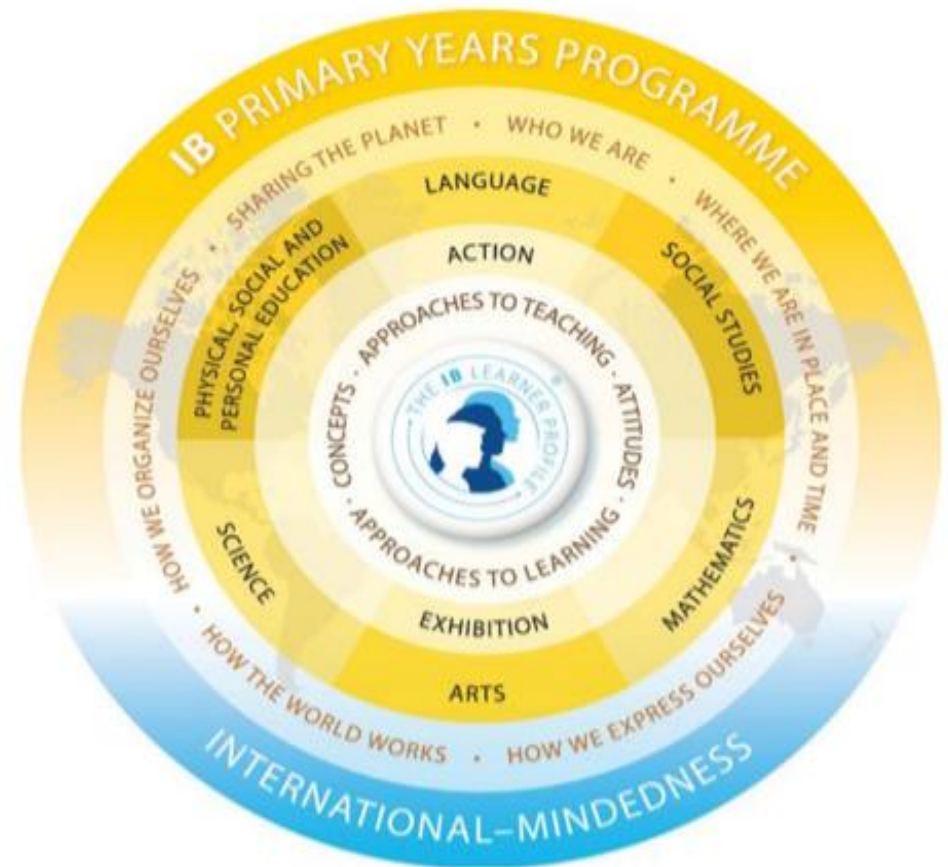 IB PRIMARY YEARS PROGRAMME
SHARING THE PLANET · WHO WE ARE · WHERE WE ARE IN PLACE AND TIME · HOW WE EXPRESS OURSELVES · HOW THE WORLD WORKS · HOW WE ORGANIZE OURSELVES ·
LANGUAGE
SOCIAL STUDIES
MATHEMATICS
ARTS
SCIENCE
PHYSICAL, SOCIAL AND
PERSONAL EDUCATION
ACTION
EXHIBITION
APPROACHES TO TEACHING · ATTITUDES · APPROACHES TO LEARNING · CONCEPTS ·
THE IB LEARNER PROFILE ®
INTERNATIONAL–MINDEDNESS